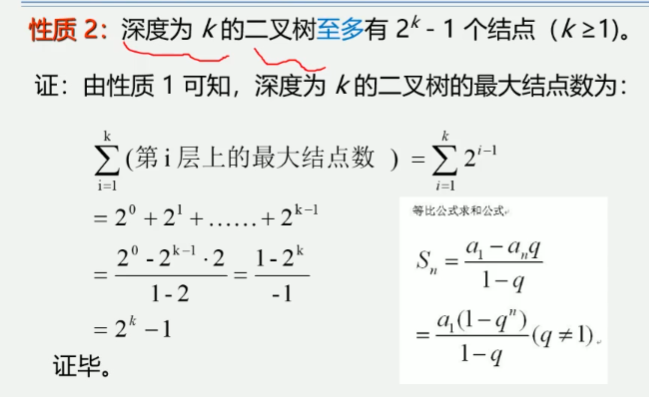 性质 2：深度为 k 的二叉树至多有 2^k - 1 个结点（k ≥1）。
证：由性质 1 可知，深度为 k 的二叉树的最大结点数为：
\sum_{i=1}^{k} (第 i 层上的最大结点数 ) = \sum_{i=1}^{k} 2^{i-1}
= 2^0 + 2^1 + ...... + 2^{k-1}
= \frac{2^0 - 2^{k-1} \cdot 2}{1 - 2} = \frac{1 - 2^k}{-1}
= 2^k - 1
证毕。
等比公式求和公式
S_n = \frac{a_1 - a_n q}{1 - q}
= \frac{a_1(1 - q^n)}{1 - q} (q ≠ 1)